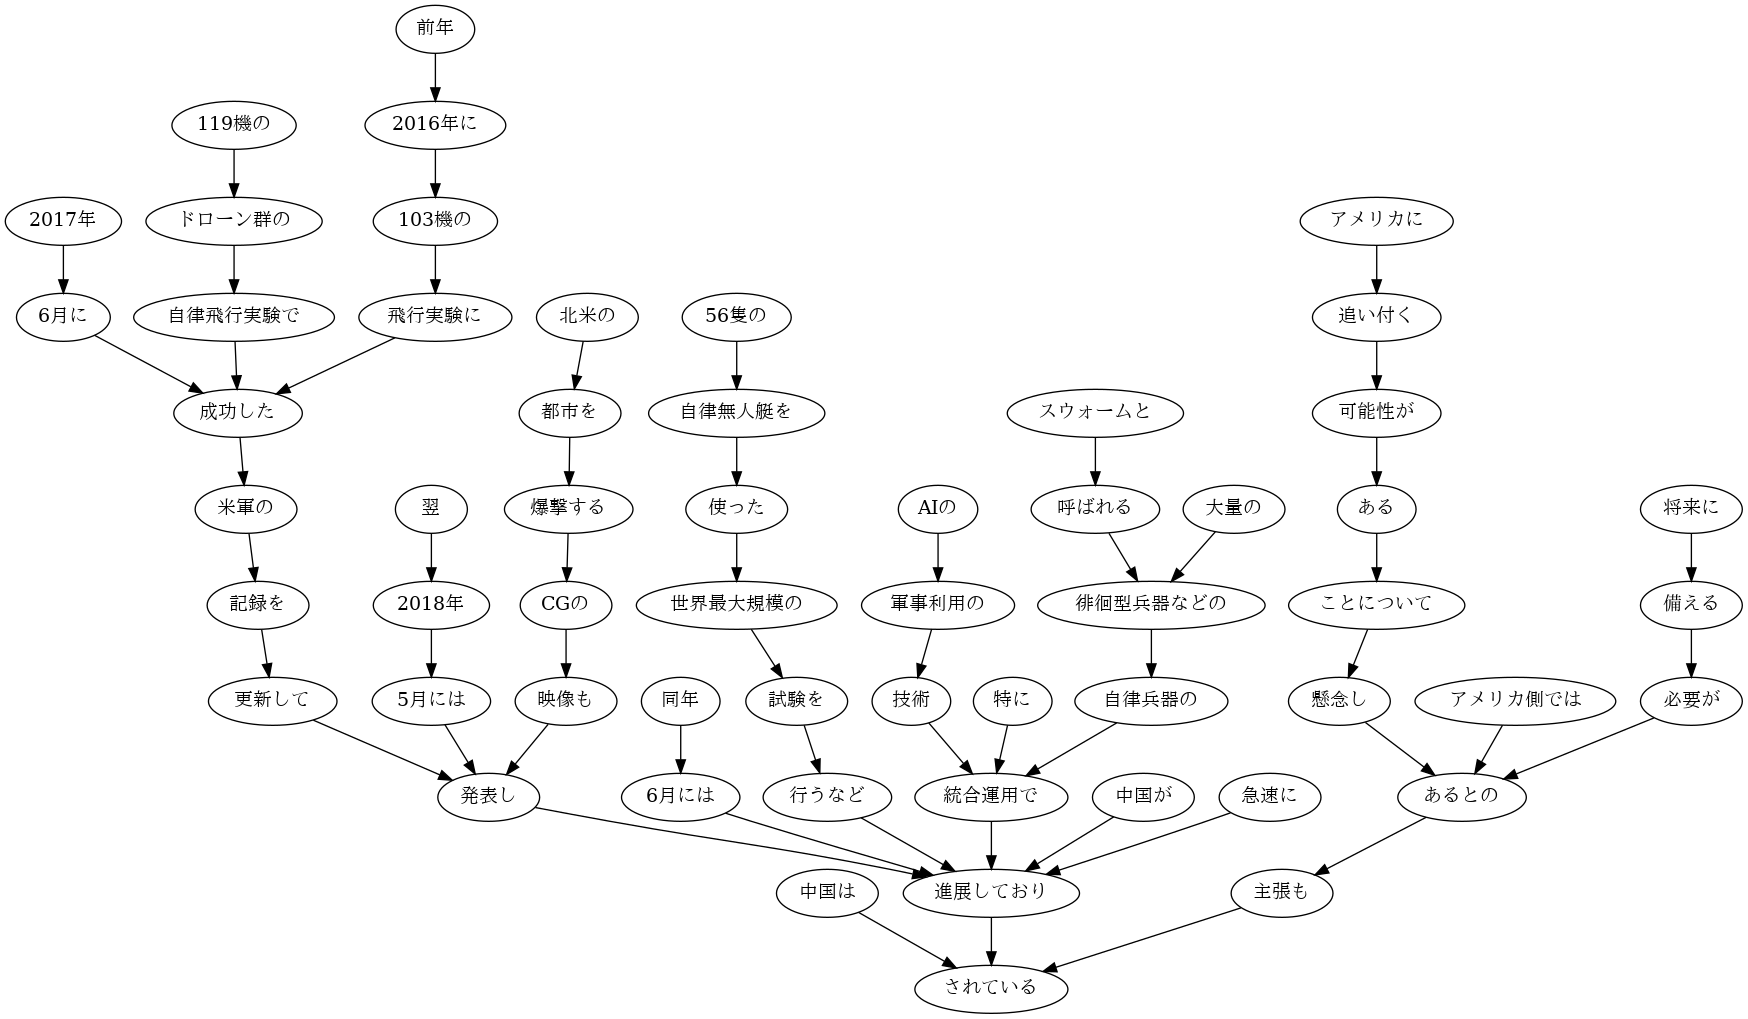 前年
119機の
2016年に
2017年
ドローン群の
103機の
アメリカに
6月に
自律飛行実験で
飛行実験に
北米の
56隻の
追い付く
成功した
都市を
自律無人艇を
スウォームと
可能性が
米軍の
翌
爆撃する
使った
AIの
呼ばれる
大量の
ある
将来に
記録を
2018年
CGの
世界最大規模の
軍事利用の
徘徊型兵器などの
ことについて
備える
更新して
5月には
映像も
同年
試験を
技術
特に
自律兵器の
懸念し
アメリカ側では
必要が
発表し
6月には
行うなど
統合運用で
中国が
急速に
あるとの
中国は
進展しており
主張も
されている